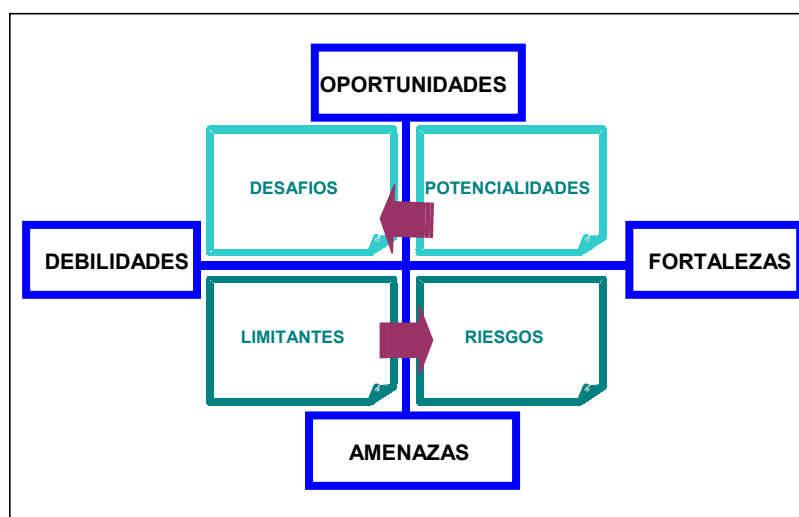 OPORTUNIDADES
DESAFIOS
POTENCIALIDADES
DEBILIDADES
FORTALEZAS
LIMITANTES
RIESGOS
AMENAZAS